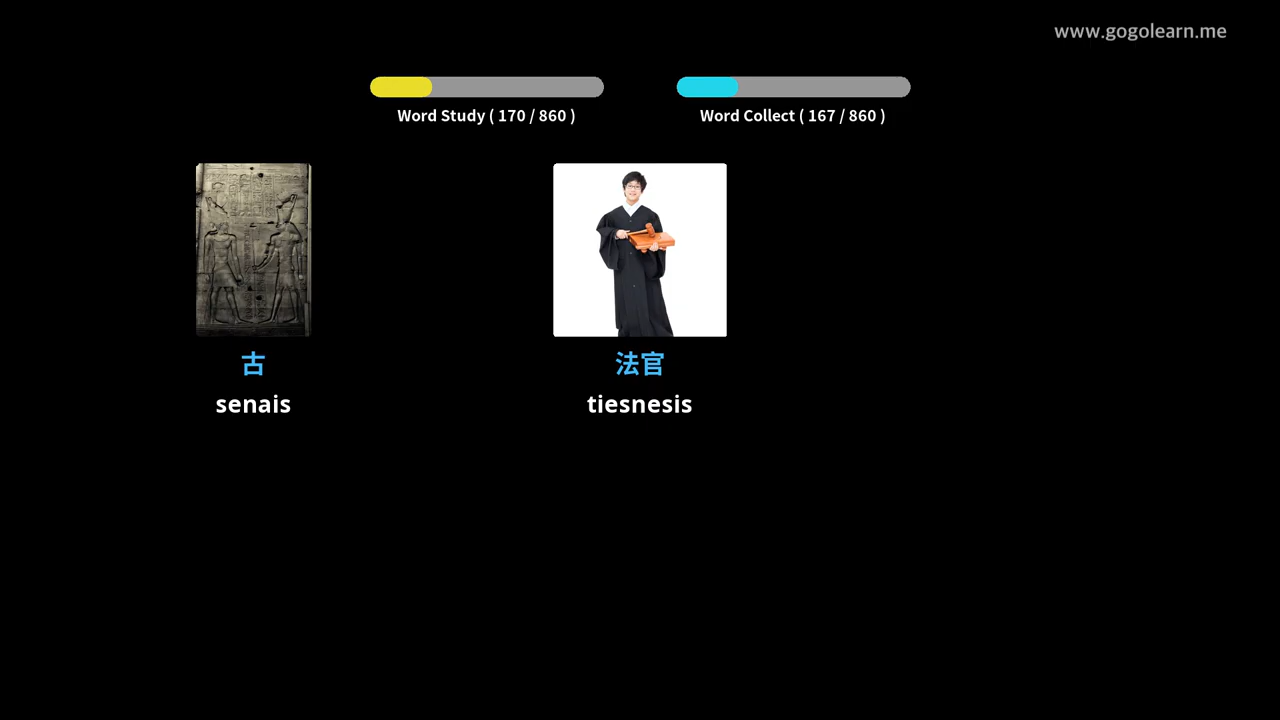 www.gogolearn.me
Word Study ( 170 / 860 )
Word Collect ( 167 / 860 )
古
法官
senais
tiesnesis